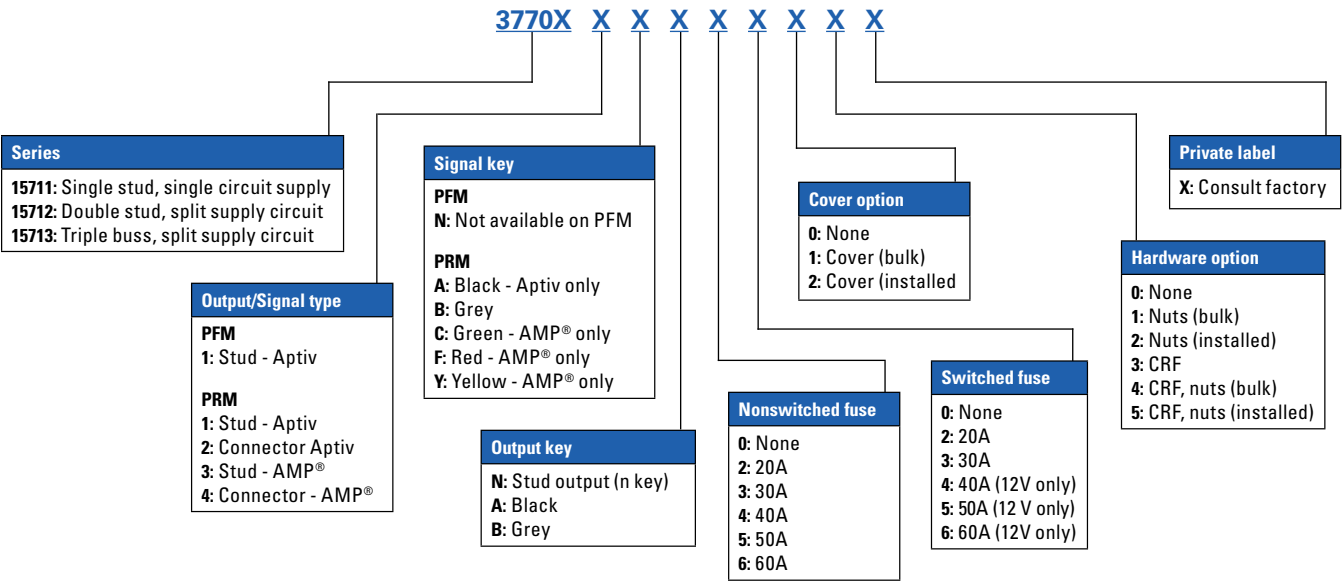 3770X X X X X X X X X
Series
15711: Single stud, single circuit supply
15712: Double stud, split supply circuit
15713: Triple buss, split supply circuit
Output/Signal type
PFM
1: Stud - Aptiv
PRM
1: Stud - Aptiv
2: Connector Aptiv
3: Stud - AMP®
4: Connector - AMP®
Signal key
PFM
N: Not available on PFM
PRM
A: Black - Aptiv only
B: Grey
C: Green - AMP® only
F: Red - AMP® only
Y: Yellow - AMP® only
Output key
N: Stud output (n key)
A: Black
B: Grey
Nonswitched fuse
0: None
2: 20A
3: 30A
4: 40A
5: 50A
6: 60A
Switched fuse
0: None
2: 20A
3: 30A
4: 40A (12V only)
5: 50A (12 V only)
6: 60A (12V only)
Cover option
0: None
1: Cover (bulk)
2: Cover (installed
Hardware option
0: None
1: Nuts (bulk)
2: Nuts (installed)
3: CRF
4: CRF, nuts (bulk)
5: CRF, nuts (installed)
Private label
X: Consult factory